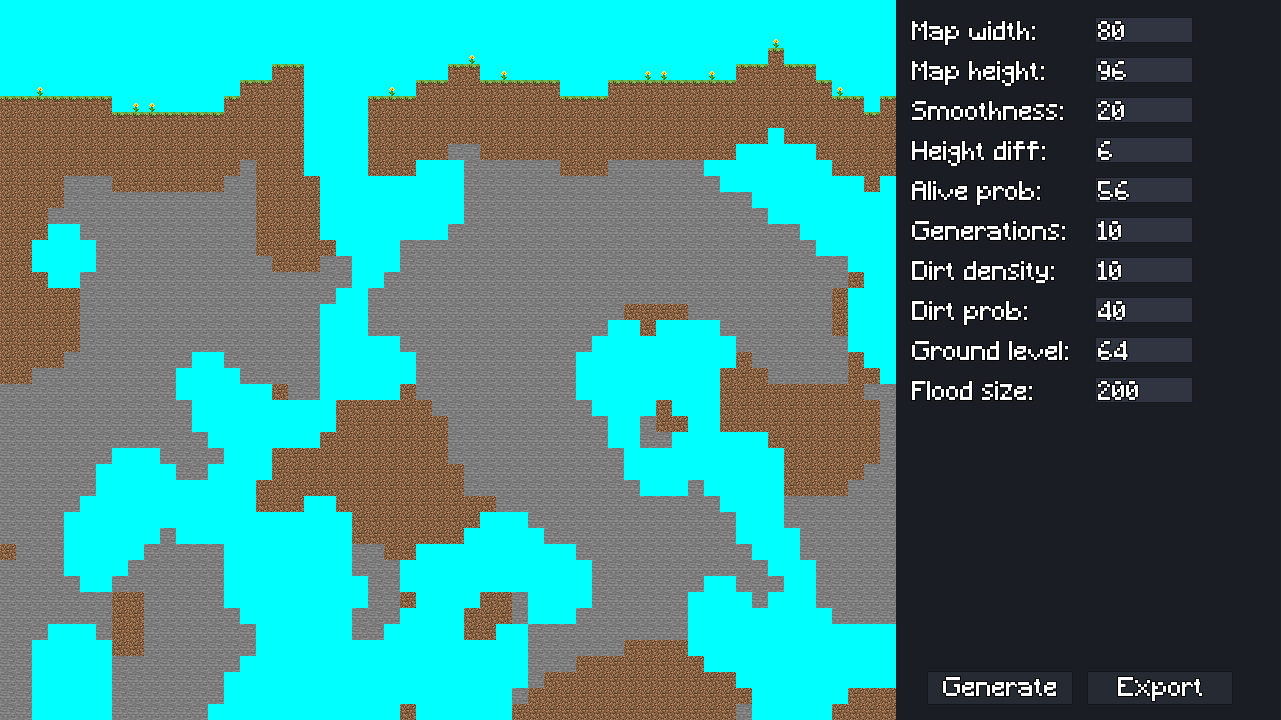 Map width: 80
Map height: 96
Smoothness: 20
Height diff: 6
Alive prob: 56
Generations: 10
Dirt density: 10
Dirt prob: 40
Ground level: 64
Flood size: 200
Generate Export